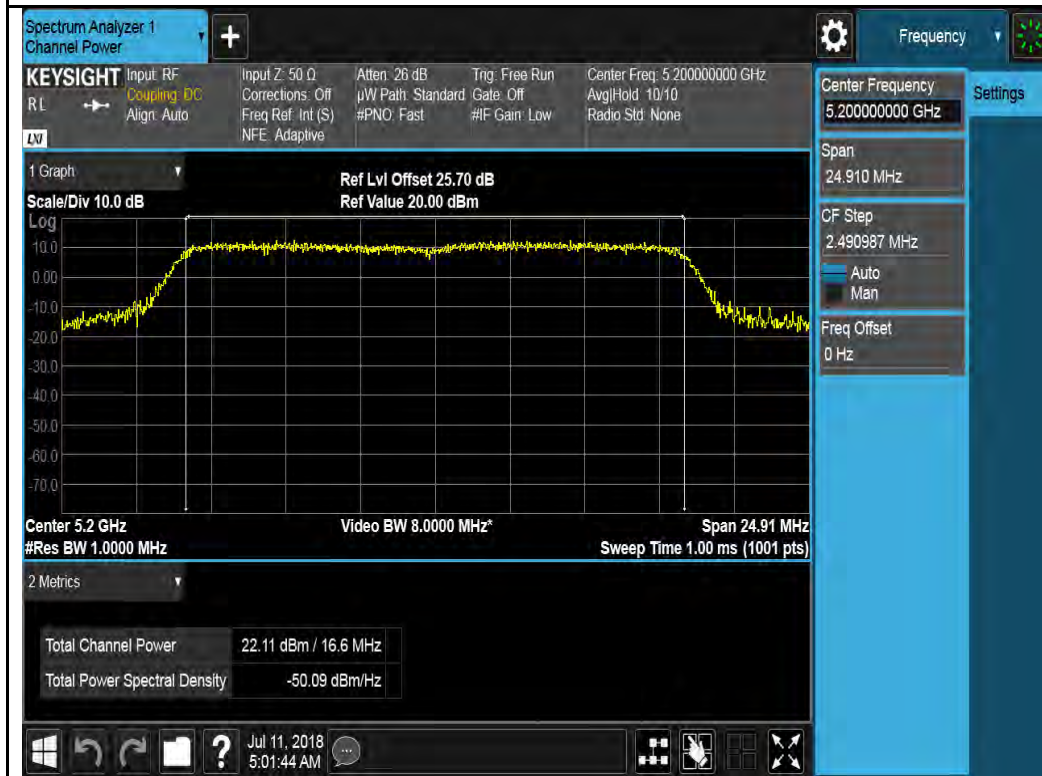 Spectrum Analyzer 1
Channel Power
+
Frequency
KEYSIGHT
RL
LXI
Input: RF
Coupling: DC
Align: Auto
Input Z: 50 Ω
Corrections: Off
Freq Ref: Int (S)
NFE: Adaptive
Atten: 26 dB
µW Path: Standard
#PNO: Fast
Trig: Free Run
Gate: Off
#IF Gain: Low
Center Freq: 5.200000000 GHz
Avg|Hold: 10/10
Radio Std: None
Center Frequency
5.200000000 GHz
Settings
Span
24.910 MHz
CF Step
2.490987 MHz
Auto
Man
Freq Offset
0 Hz
1 Graph
Scale/Div 10.0 dB
Ref Lvl Offset 25.70 dB
Ref Value 20.00 dBm
Log
10.0
0.00
-10.0
-20.0
-30.0
-40.0
-50.0
-60.0
-70.0
Center 5.2 GHz
#Res BW 1.0000 MHz
Video BW 8.0000 MHz*
Span 24.91 MHz
Sweep Time 1.00 ms (1001 pts)
2 Metrics
Total Channel Power 22.11 dBm / 16.6 MHz
Total Power Spectral Density -50.09 dBm/Hz
?
Jul 11, 2018
5:01:44 AM